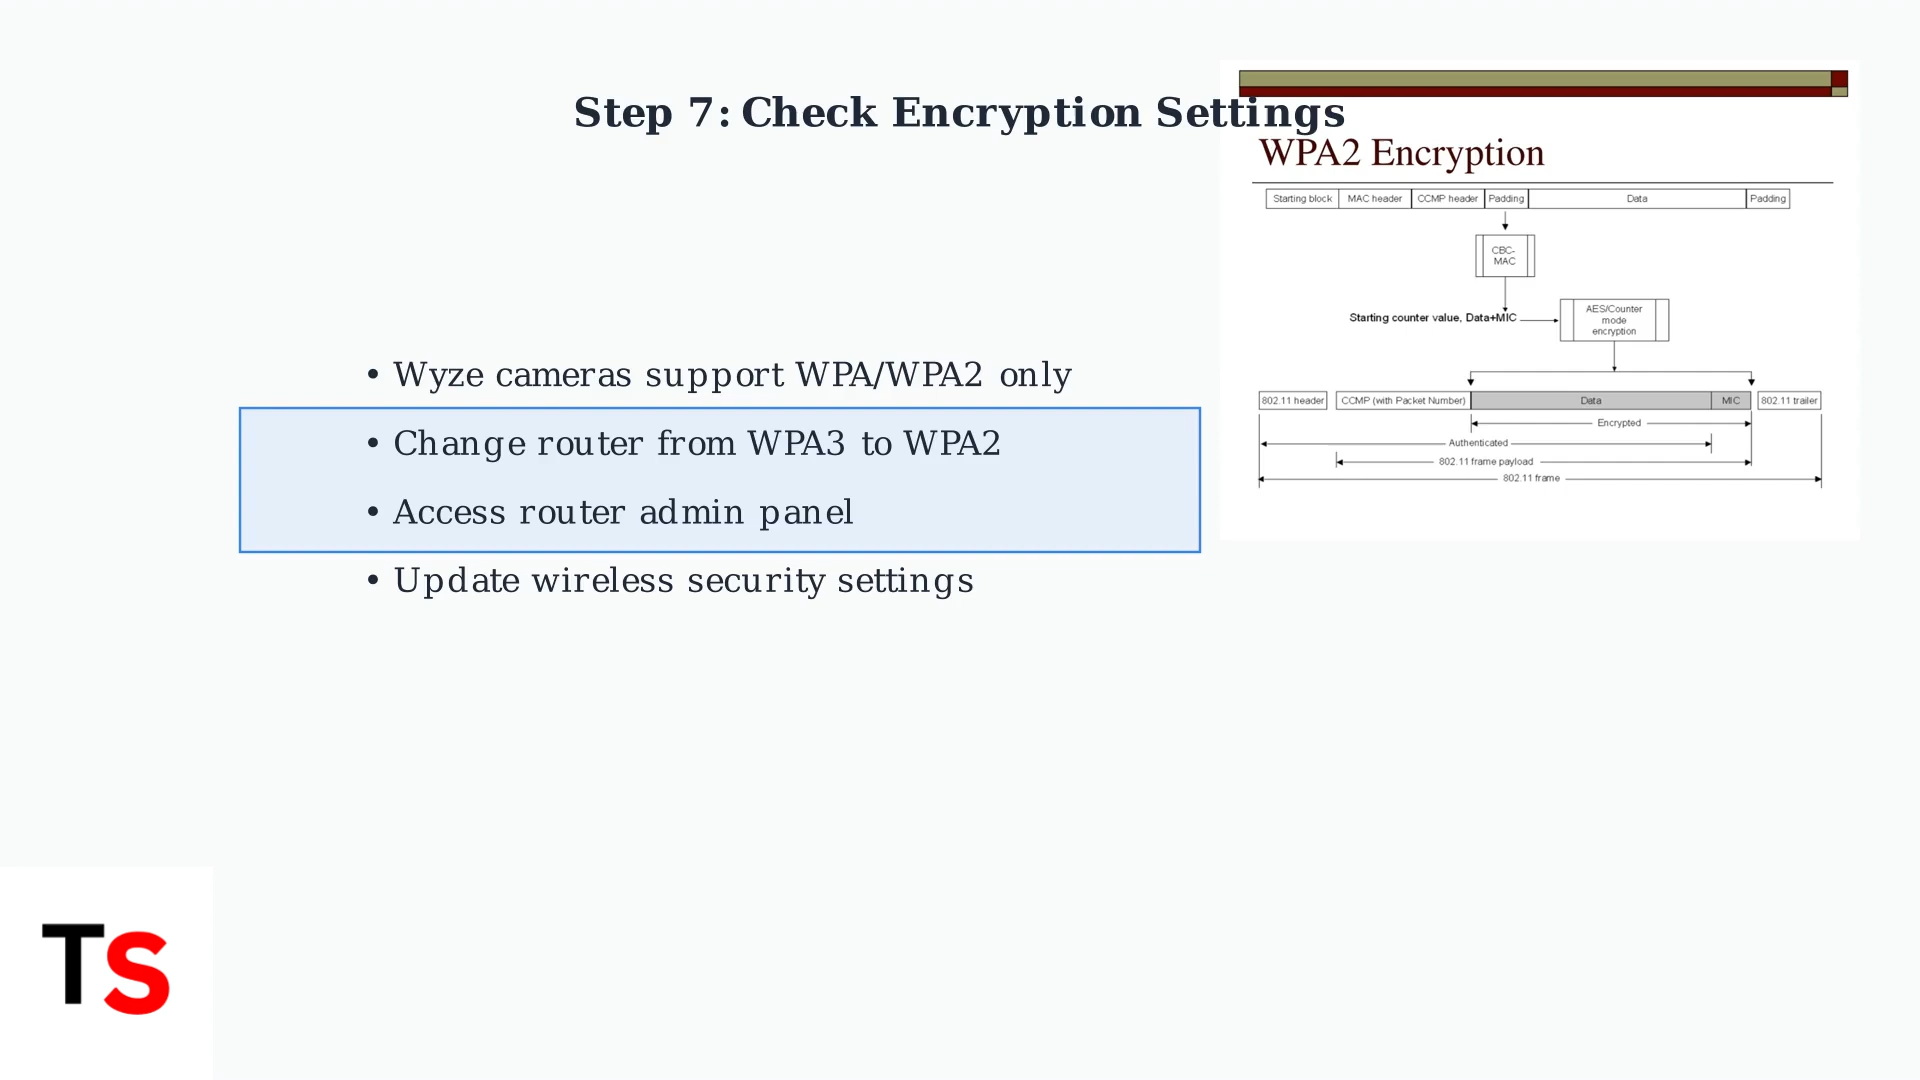 Step 7: Check Encryption Settings
• Wyze cameras support WPA/WPA2 only
• Change router from WPA3 to WPA2
• Access router admin panel
• Update wireless security settings
WPA2 Encryption
Starting block MAC header CCMP header Padding Data Padding
CBC-
MAC
Starting counter value, Data+MIC
AES/Counter
mode
encryption
802.11 header CCMP (with Packet Number) Data MIC 802.11 trailer
Encrypted
Authenticated
802.11 frame payload
802.11 frame
TS